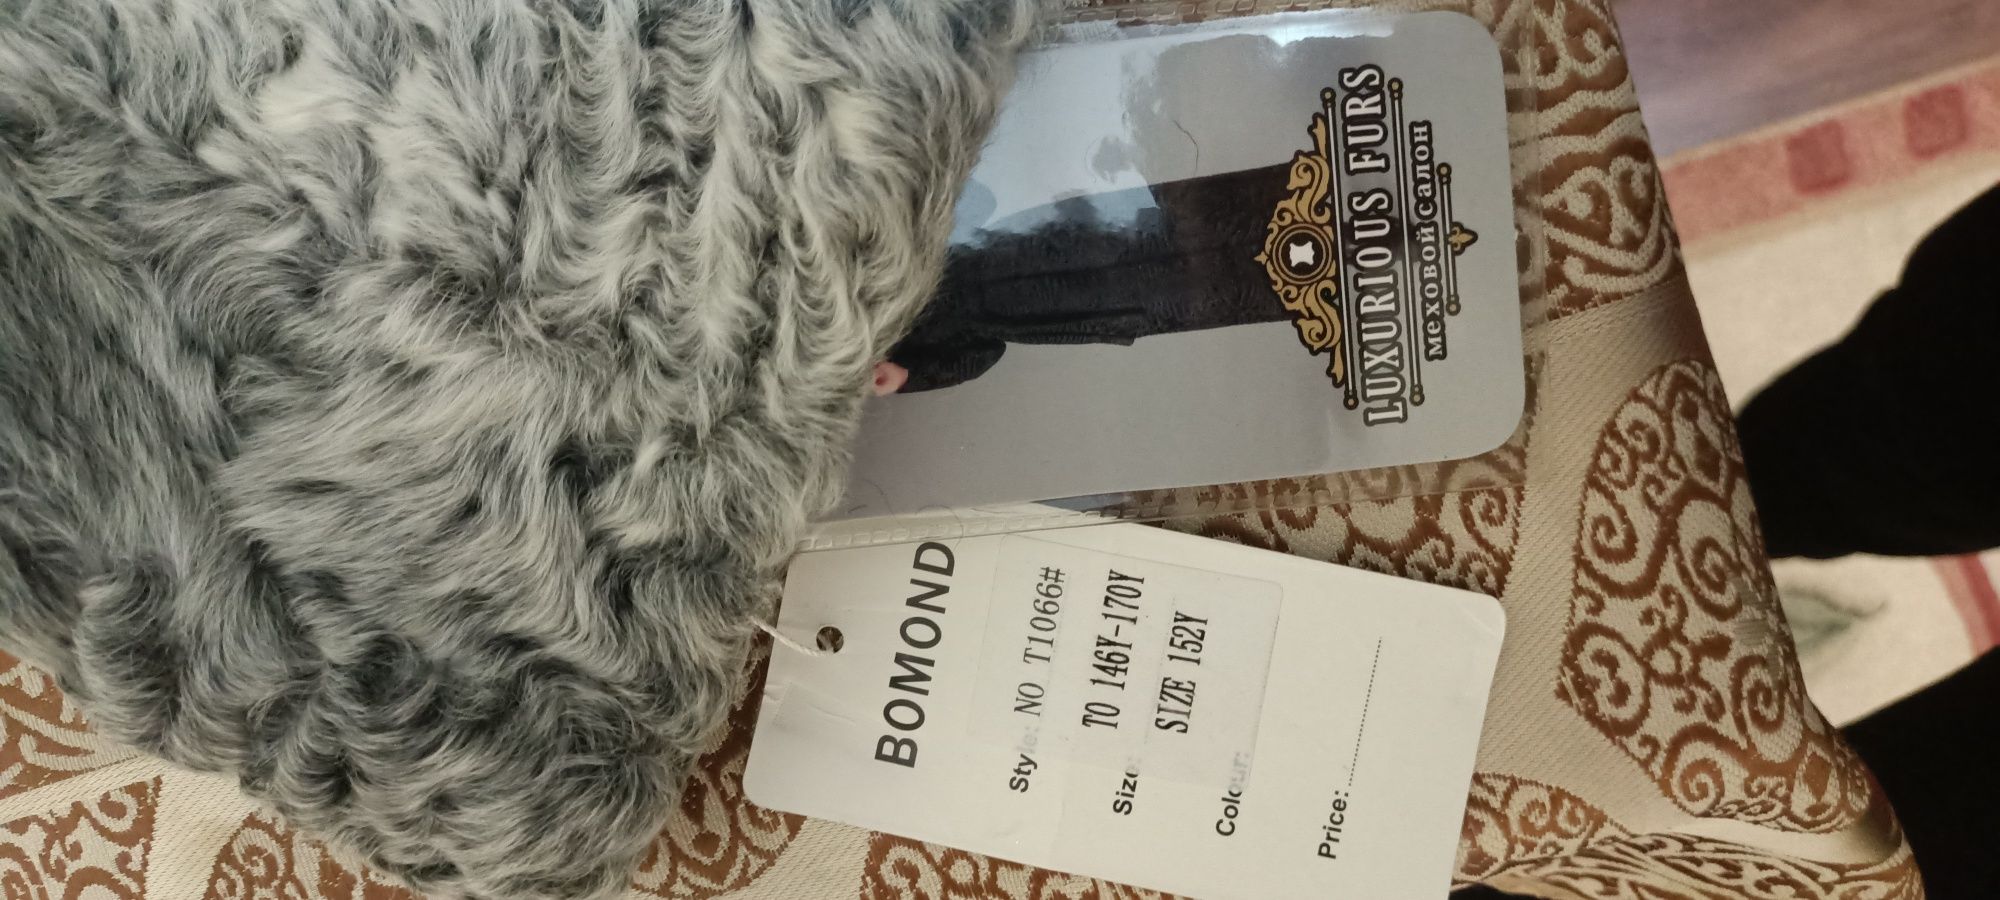 LUXURIOUS FURS
меховой салон
BOMOND
Style: NO T1066#
TO 146Y-170Y
Size:
SIZE 152Y
Colour:
Price: